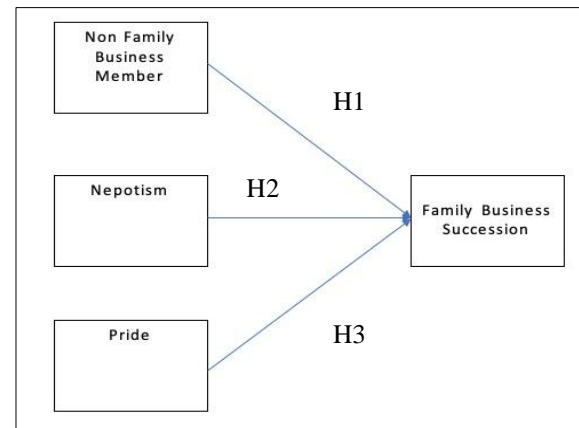 Non Family
Business
Member
H1
Nepotism
H2
Family Business
Succession
Pride
H3